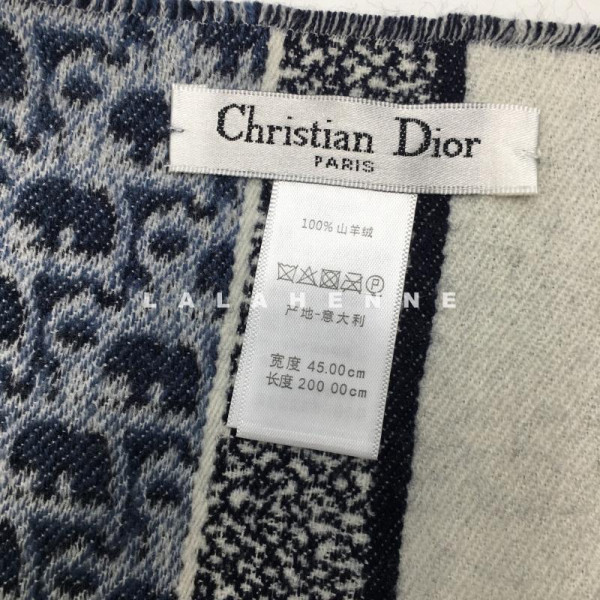 Christian Dior
PARIS
100% 山羊绒
P
LALAHENNE
产地-意大利
宽度 45.00cm
长度 200 00cm